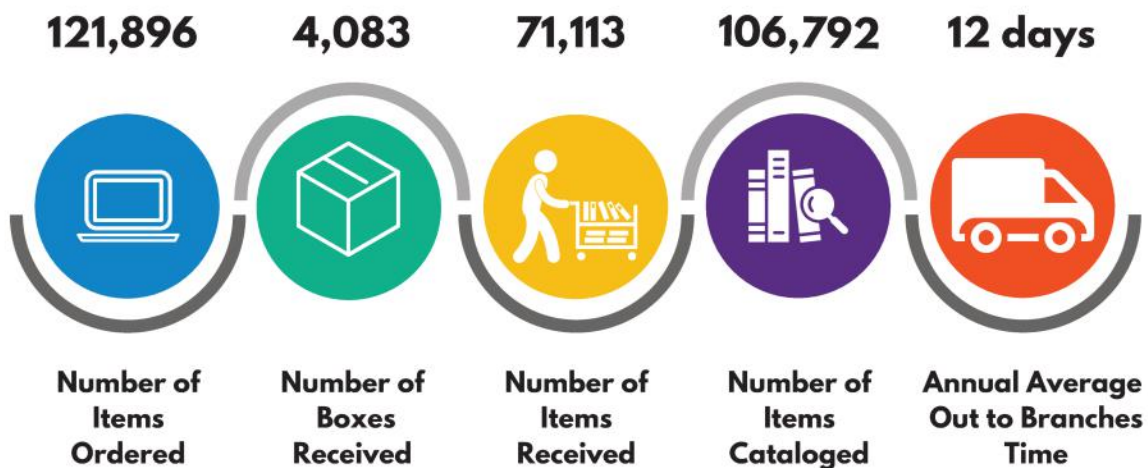 121,896
4,083
71,113
106,792
12 days
Number of
Items
Ordered
Number of
Boxes
Received
Number of
Items
Received
Number of
Items
Cataloged
Annual Average
Out to Branches
Time